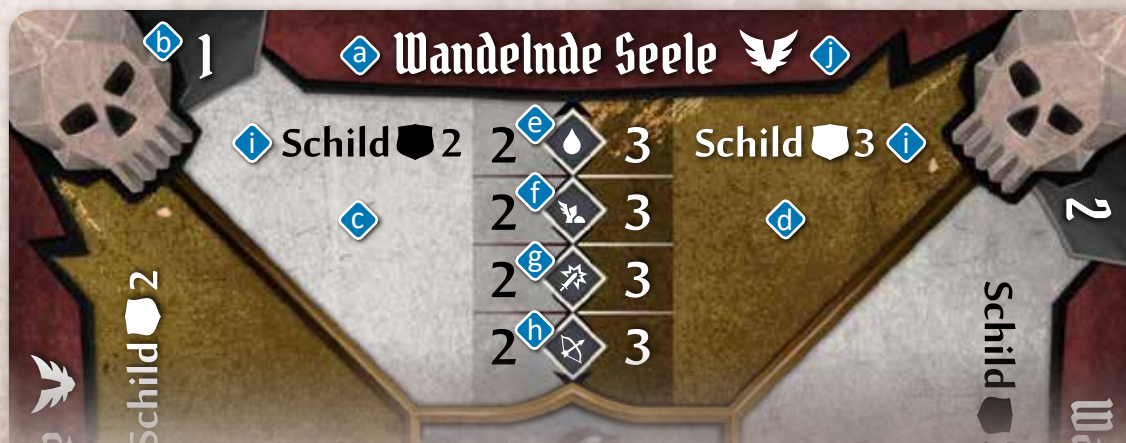 b 1 a Wandelnde Seele j
i Schild 2 2 e 3 Schild 3 i
c 2 f 3 d
2 g 3
2 h 3
2
Schild 2
Schild